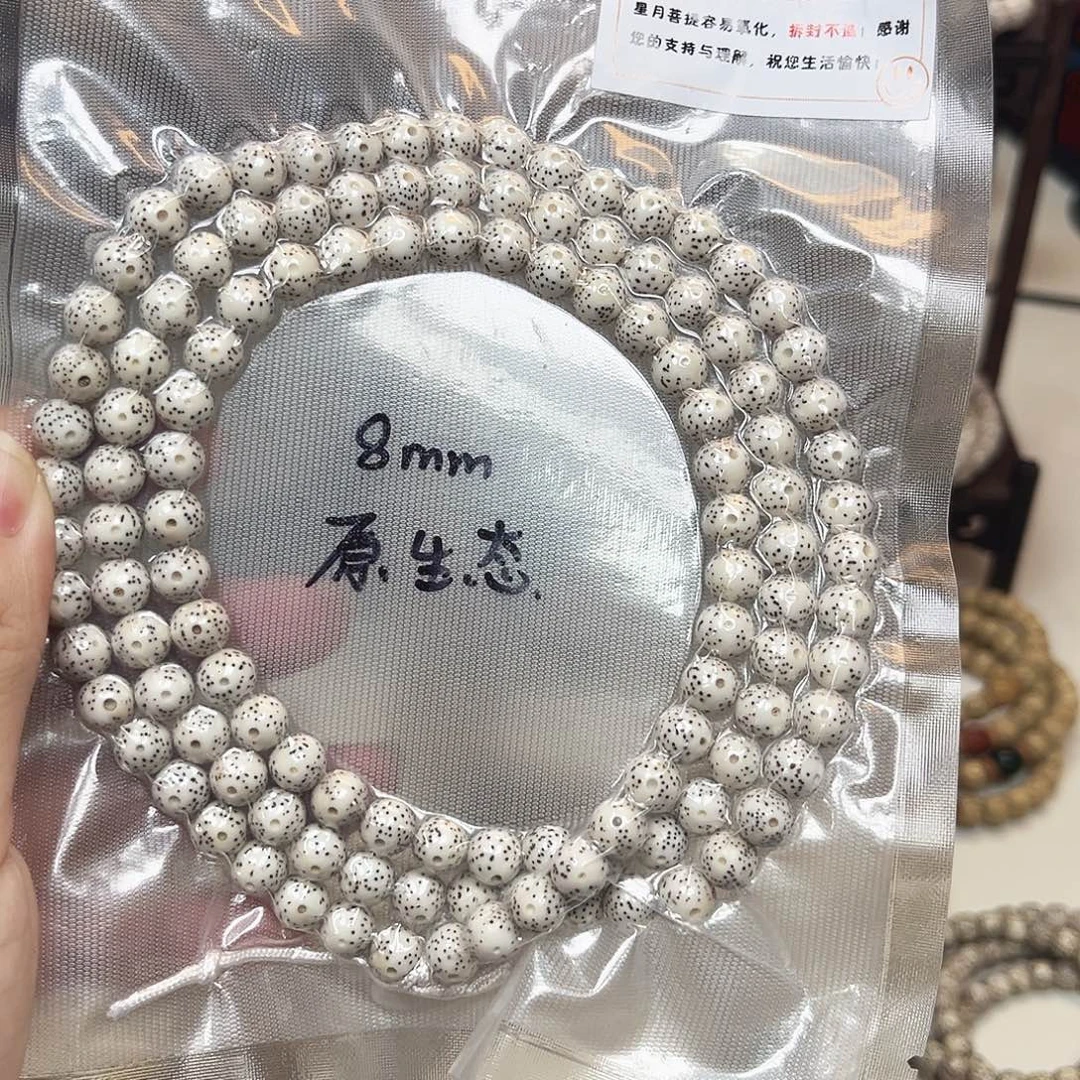 星月菩提容易氧化，拆封不退！感谢
您的支持与理解，祝您生活愉快！
8mm
原生态.